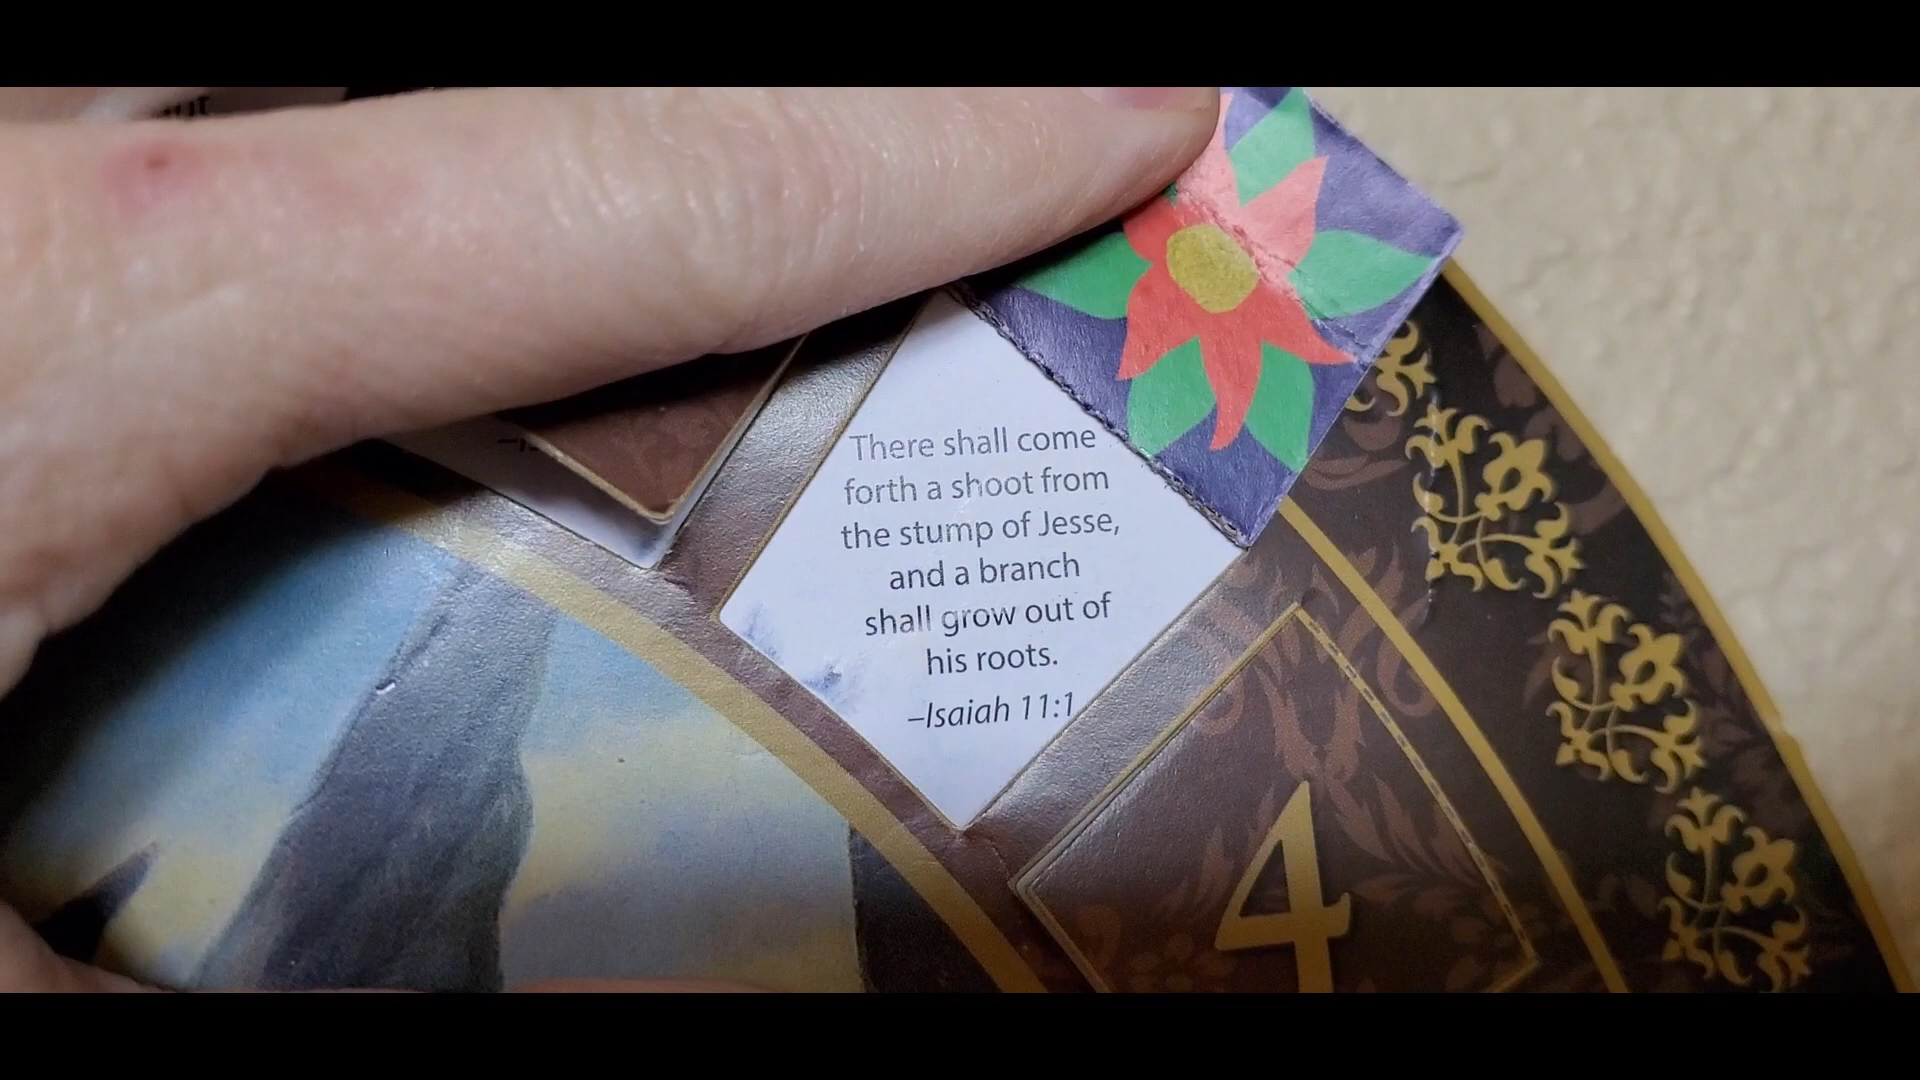 There shall come
forth a shoot from
the stump of Jesse,
and a branch
shall grow out of
his roots.
–Isaiah 11:1
4